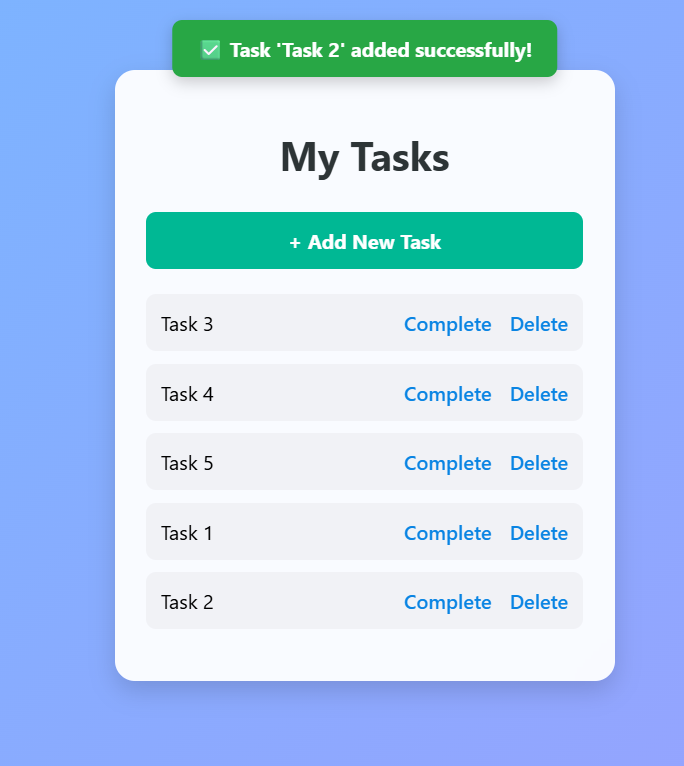 ✅ Task 'Task 2' added successfully!
My Tasks
+ Add New Task
Task 3 Complete Delete
Task 4 Complete Delete
Task 5 Complete Delete
Task 1 Complete Delete
Task 2 Complete Delete